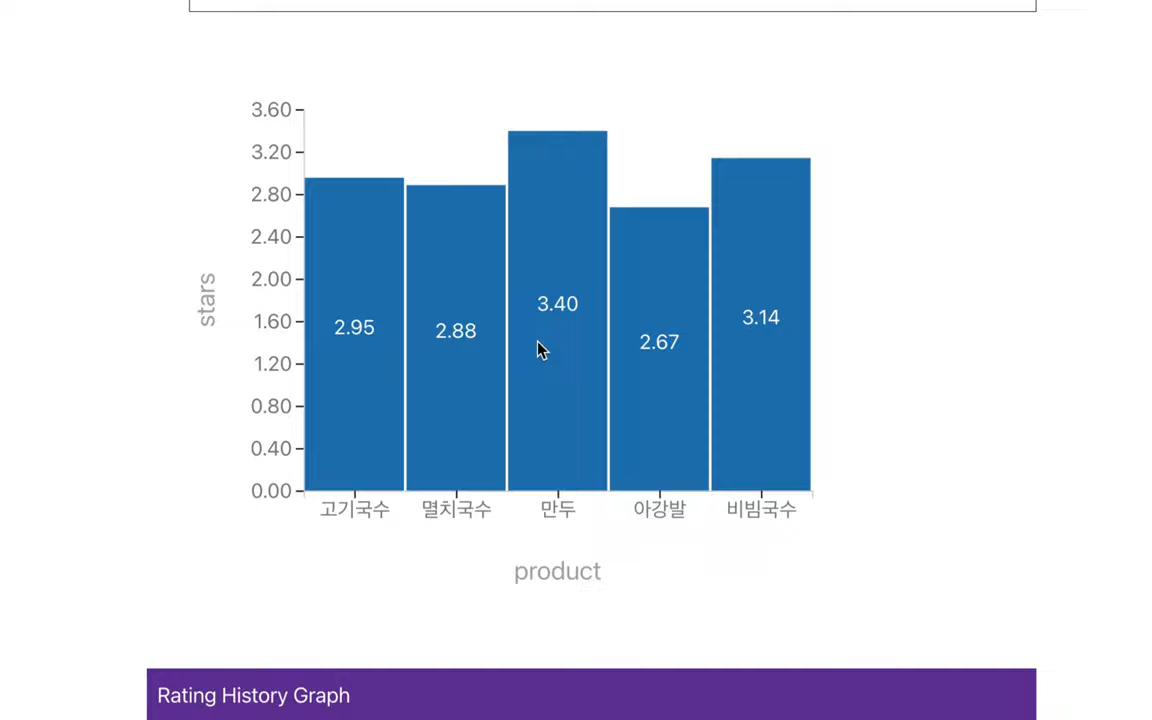 3.60
3.20
2.80
2.40
2.00
1.60
1.20
0.80
0.40
0.00
stars
2.95
2.88
3.40
2.67
3.14
고기국수
멸치국수
만두
아강발
비빔국수
product
Rating History Graph